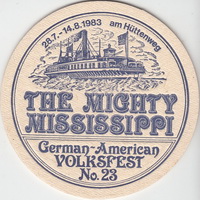 28.7.-14.8.1983 am Hüttenweg
THE MIGHTY
MISSISSIPPI
German-American
VOLKSFEST
No. 23